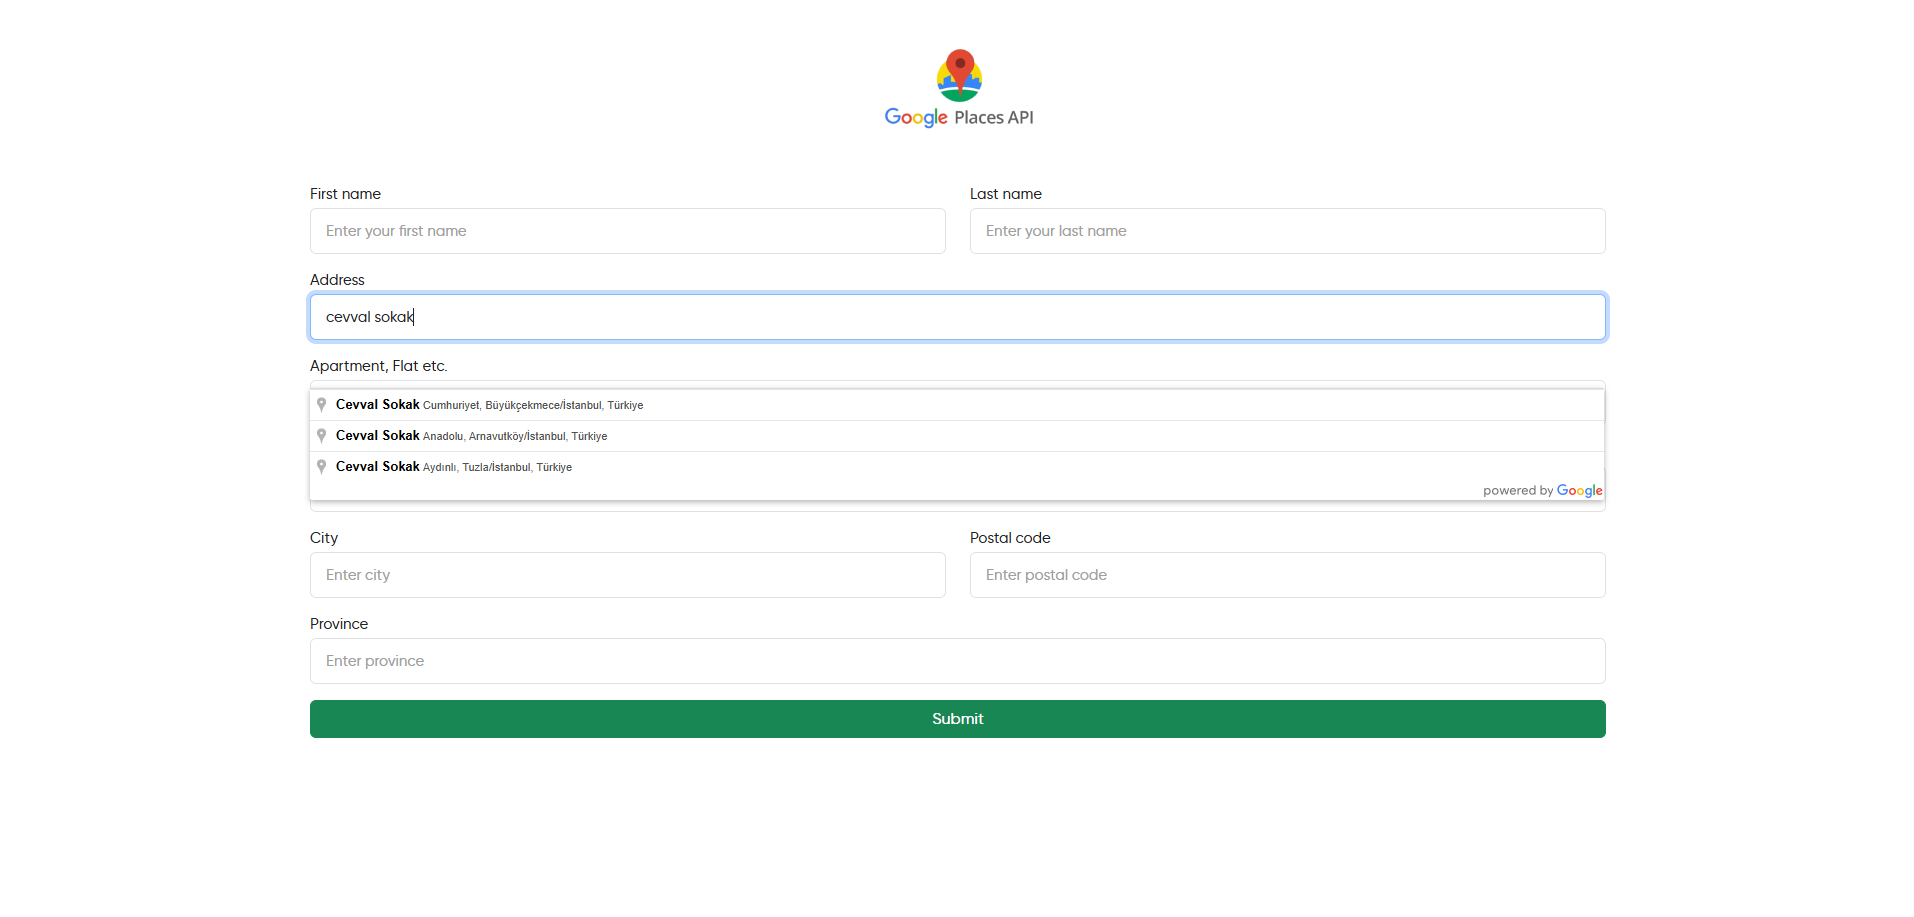 Google Places API
First name
Last name
Enter your first name
Enter your last name
Address
cevval sokak
Apartment, Flat etc.
Cevval Sokak Cumhuriyet, Büyükçekmece/İstanbul, Türkiye
Cevval Sokak Anadolu, Arnavutköy/İstanbul, Türkiye
Cevval Sokak Aydınlı, Tuzla/İstanbul, Türkiye
powered by Google
City
Postal code
Enter city
Enter postal code
Province
Enter province
Submit